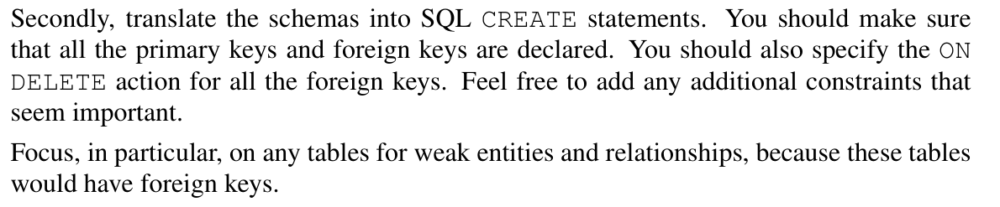 Secondly, translate the schemas into SQL CREATE statements. You should make sure
that all the primary keys and foreign keys are declared. You should also specify the ON
DELETE action for all the foreign keys. Feel free to add any additional constraints that
seem important.
Focus, in particular, on any tables for weak entities and relationships, because these tables
would have foreign keys.